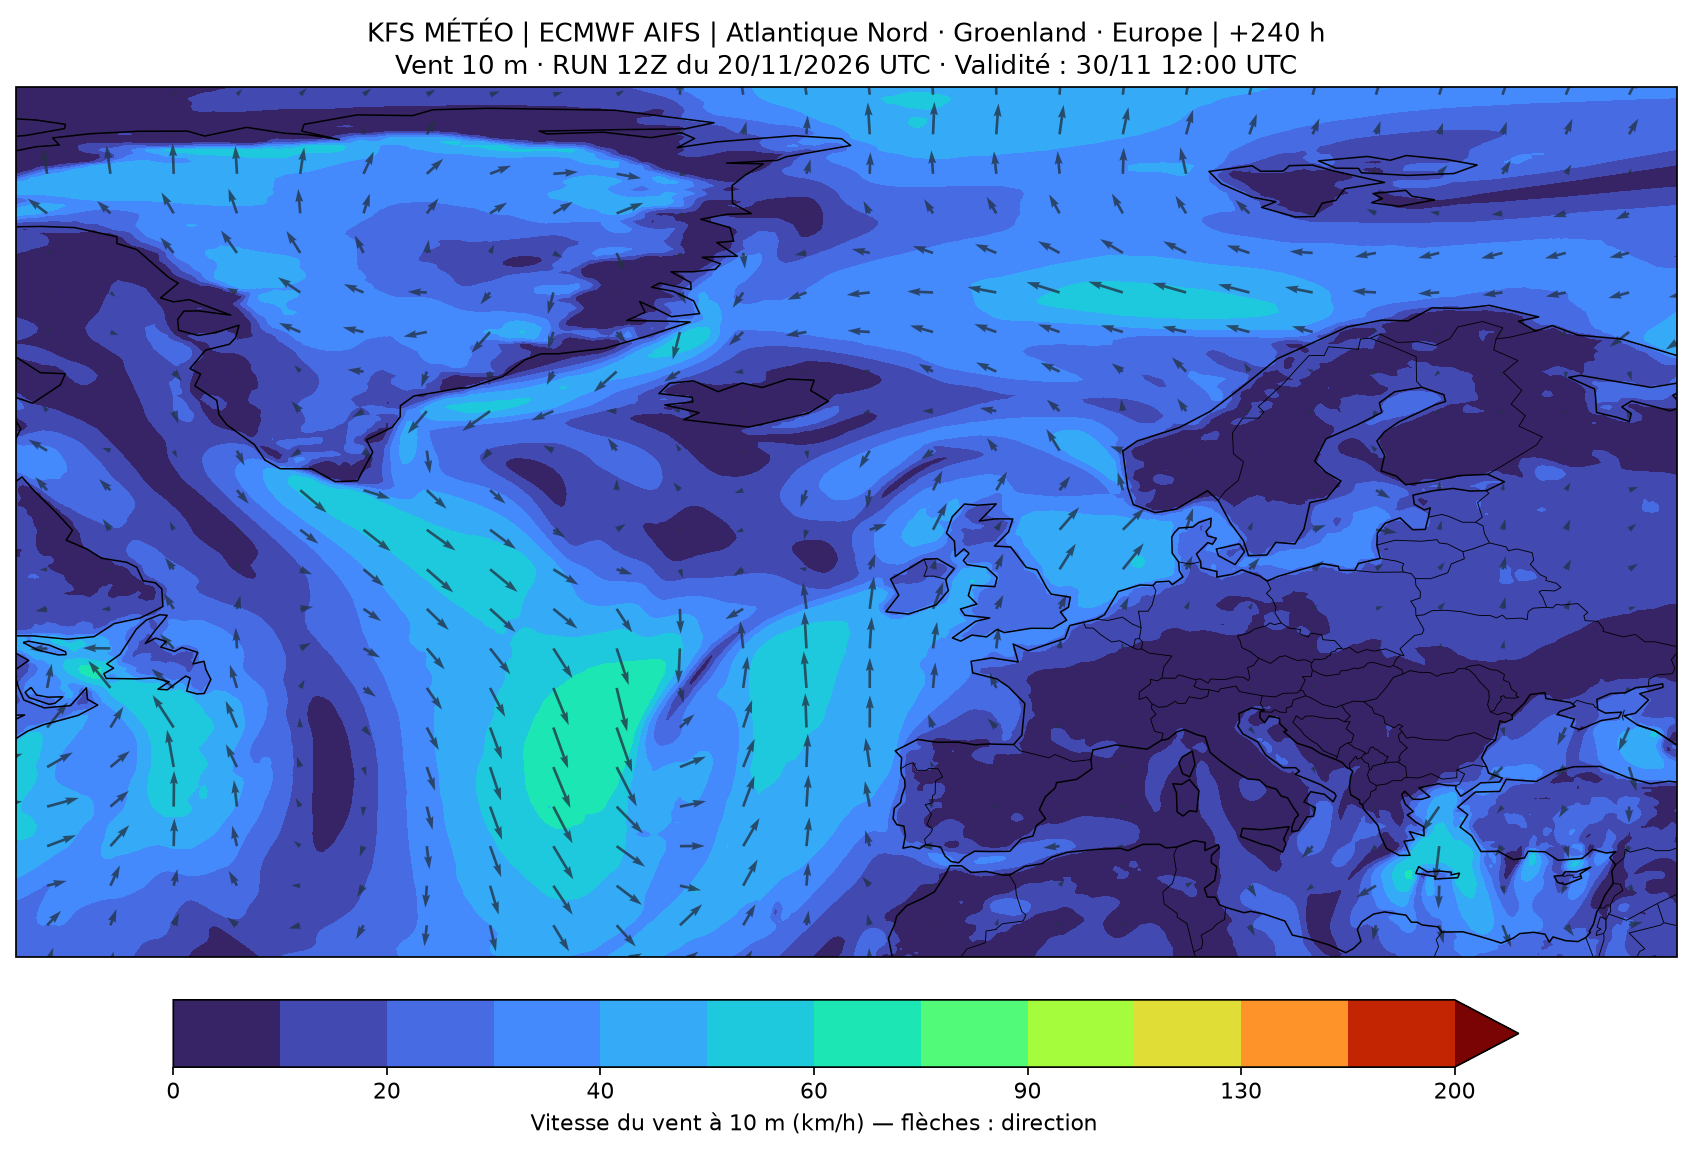 KFS MÉTÉO | ECMWF AIFS | Atlantique Nord · Groenland · Europe | +240 h
Vent 10 m · RUN 12Z du 20/11/2026 UTC · Validité : 30/11 12:00 UTC
0 20 40 60 90 130 200
Vitesse du vent à 10 m (km/h) — flèches : direction